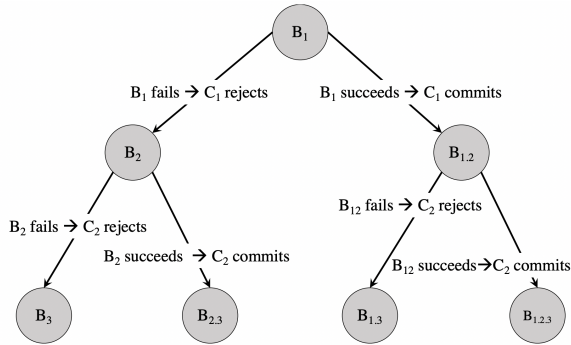 B1
B1 fails → C1 rejects
B1 succeeds → C1 commits
B2
B1.2
B2 fails → C2 rejects
B12 fails → C2 rejects
B2 succeeds → C2 commits
B12 succeeds→C2 commits
B3
B2.3
B1.3
B1.2.3